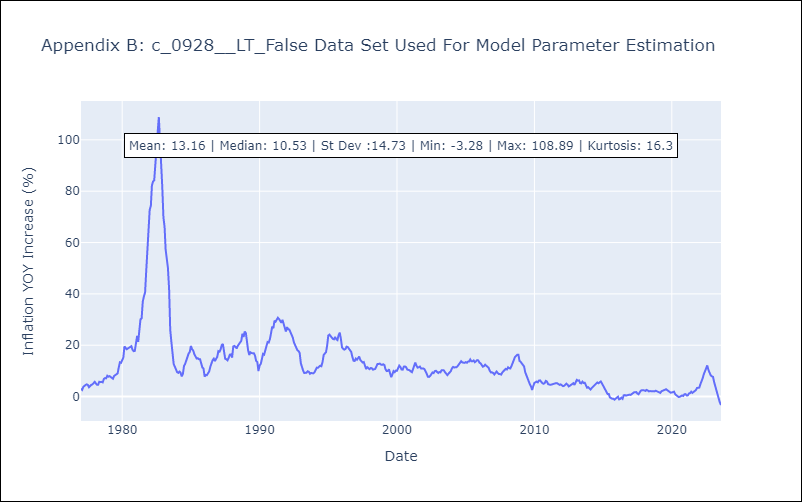 Appendix B: c_0928__LT_False Data Set Used For Model Parameter Estimation
Mean: 13.16 | Median: 10.53 | St Dev :14.73 | Min: -3.28 | Max: 108.89 | Kurtosis: 16.3
Inflation YOY Increase (%)
100
80
60
40
20
0
1980
1990
2000
2010
2020
Date